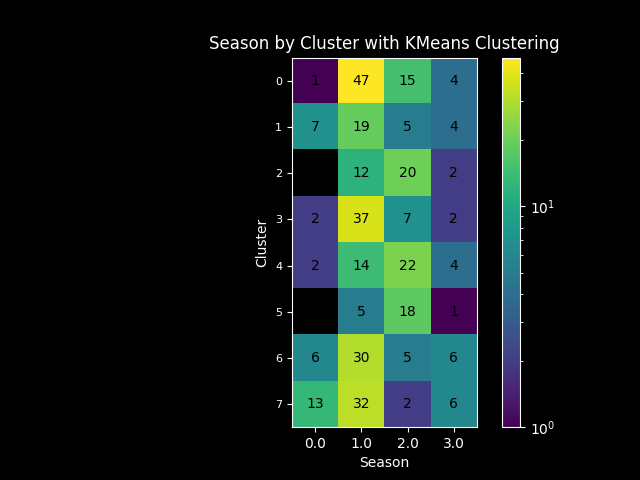 Season by Cluster with KMeans Clustering
0 1 47 15 4
1 7 19 5 4
2 12 20 2
3 2 37 7 2
4 2 14 22 4
5 5 18 1
6 6 30 5 6
7 13 32 2 6
0.0 1.0 2.0 3.0
Season
Cluster
10¹
10⁰